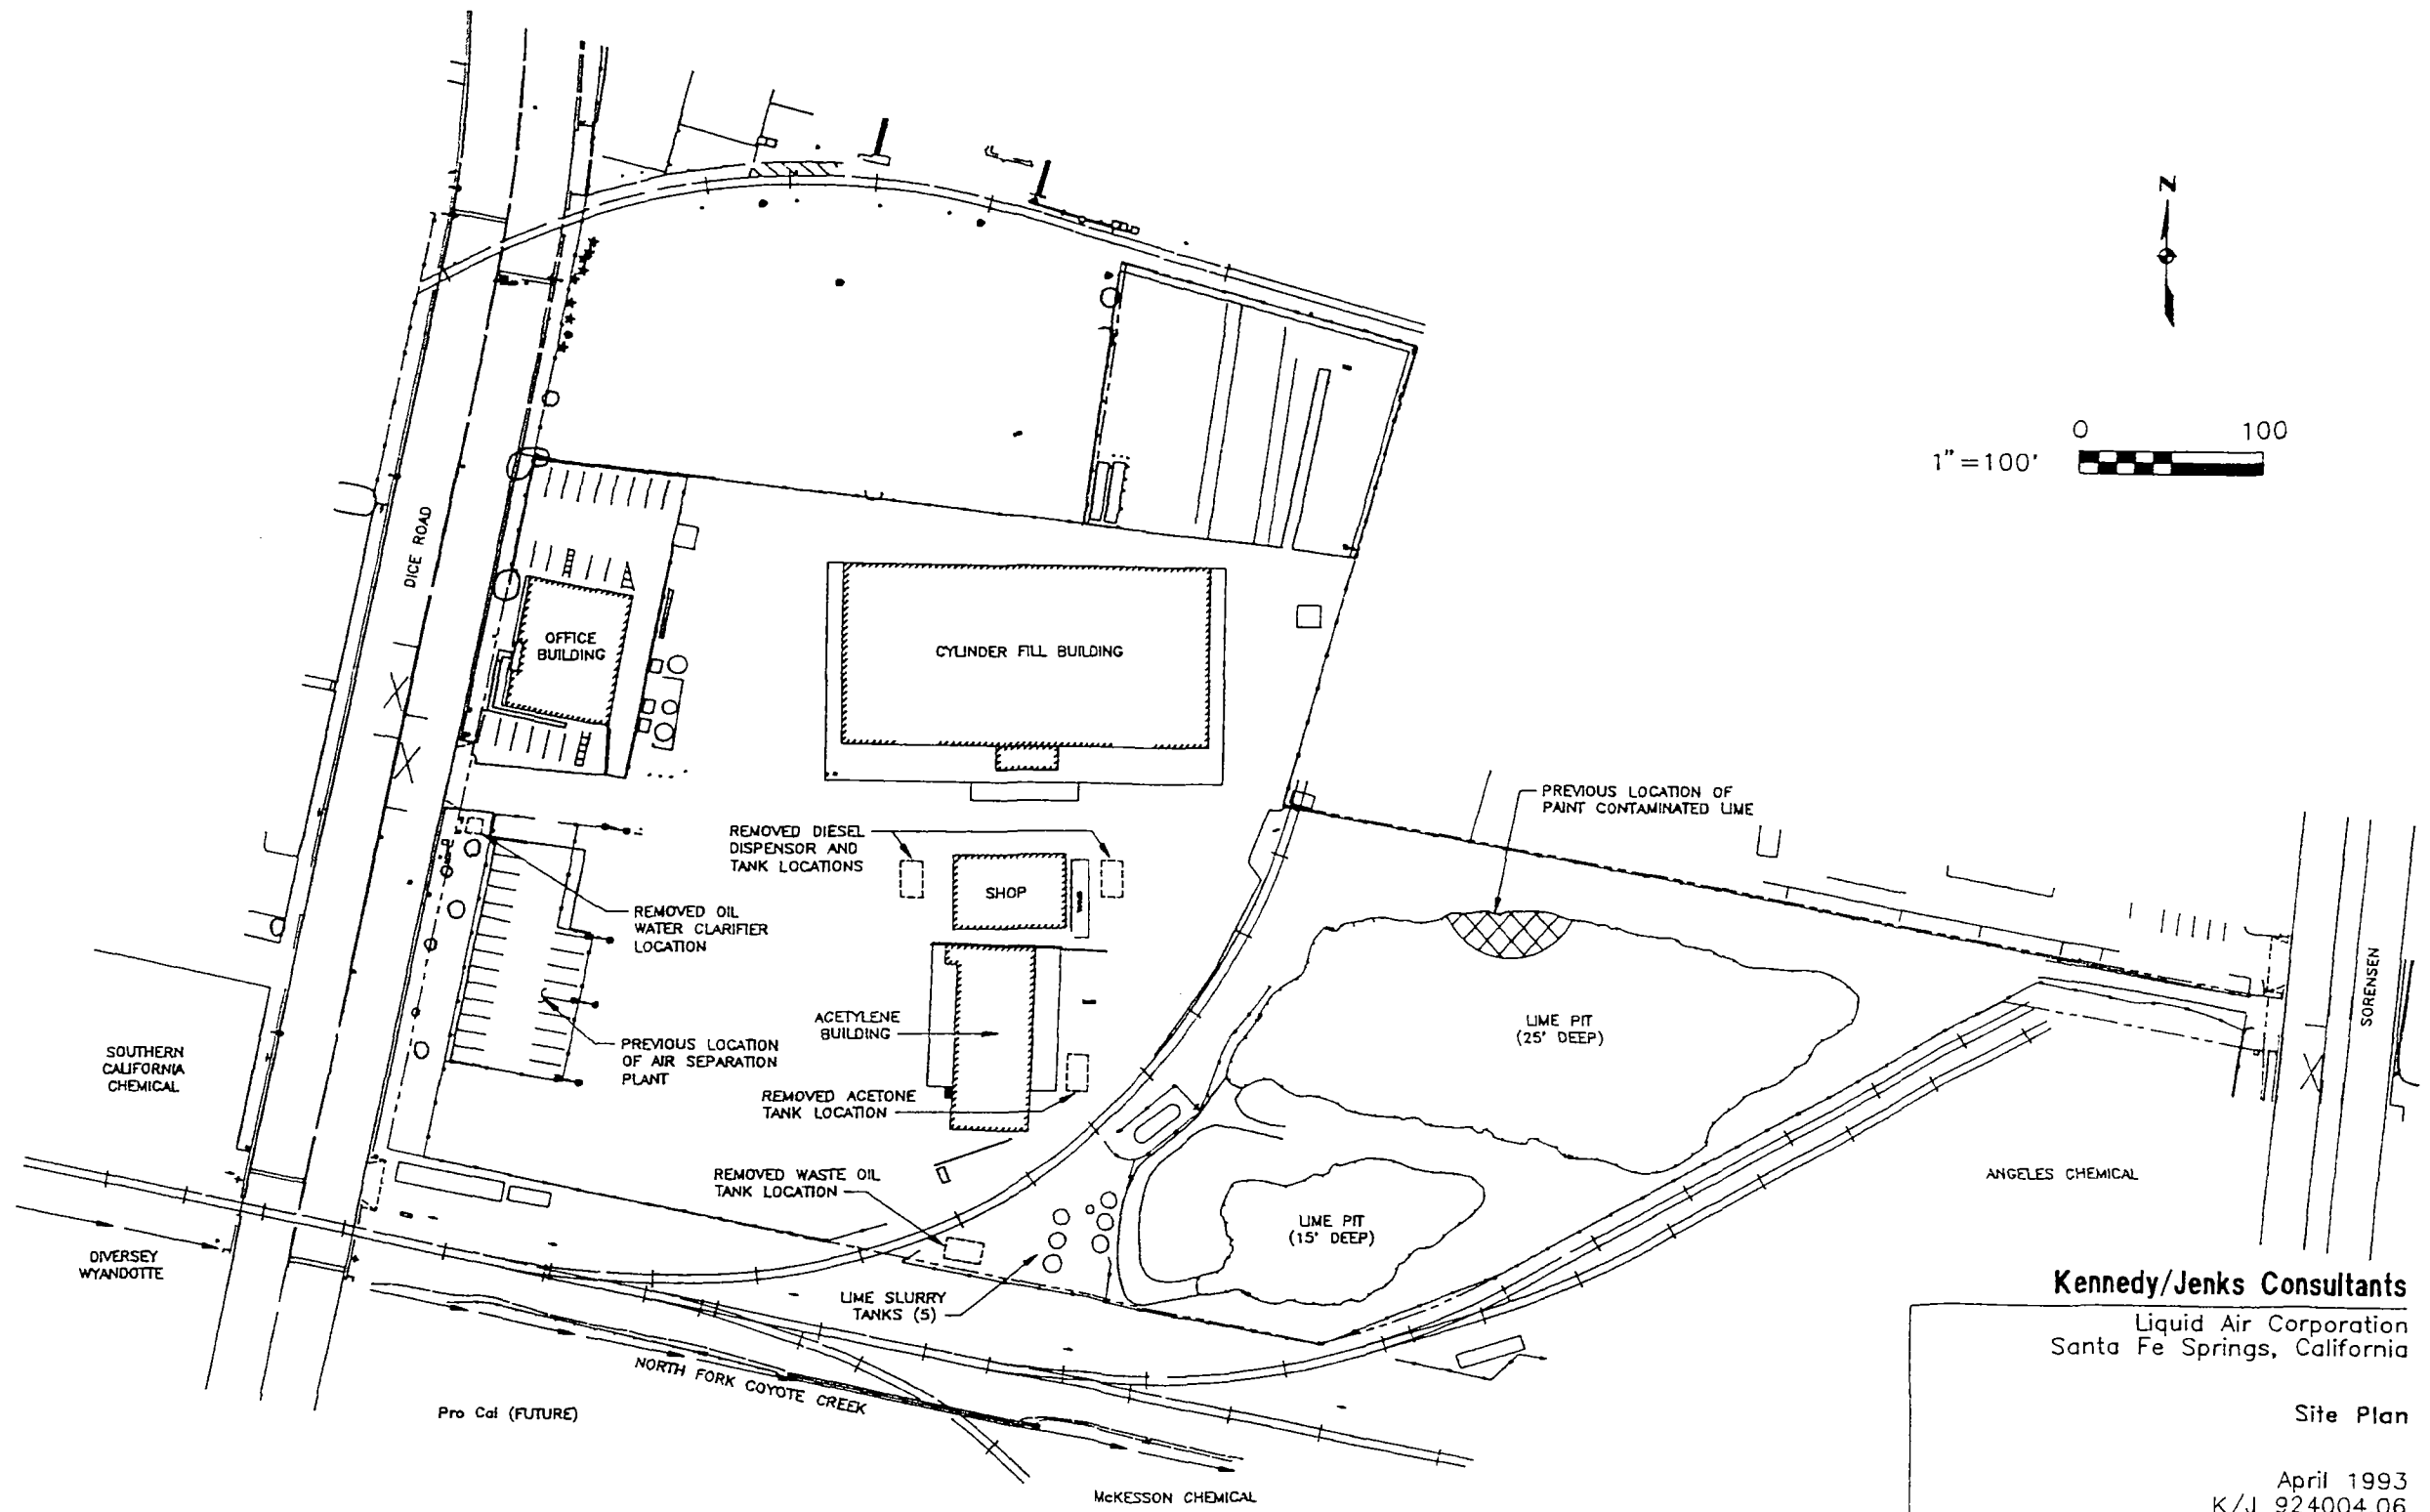 N
0 100
1"=100'
DICE ROAD
OFFICE
BUILDING
CYLINDER FILL BUILDING
PREVIOUS LOCATION OF
PAINT CONTAMINATED LIME
REMOVED DIESEL
DISPENSOR AND
TANK LOCATIONS
SHOP
REMOVED OIL
WATER CLARIFIER
LOCATION
SORENSEN
ACETYLENE
BUILDING
LIME PIT
(25' DEEP)
PREVIOUS LOCATION
OF AIR SEPARATION
PLANT
SOUTHERN
CALIFORNIA
CHEMICAL
REMOVED ACETONE
TANK LOCATION
REMOVED WASTE OIL
TANK LOCATION
ANGELES CHEMICAL
LIME PIT
(15' DEEP)
DIVERSEY
WYANDOTTE
LIME SLURRY
TANKS (5)
NORTH FORK COYOTE CREEK
Pro Cal (FUTURE)
McKESSON CHEMICAL
Kennedy/Jenks Consultants
Liquid Air Corporation
Santa Fe Springs, California
Site Plan
April 1993
K/J 924004.06